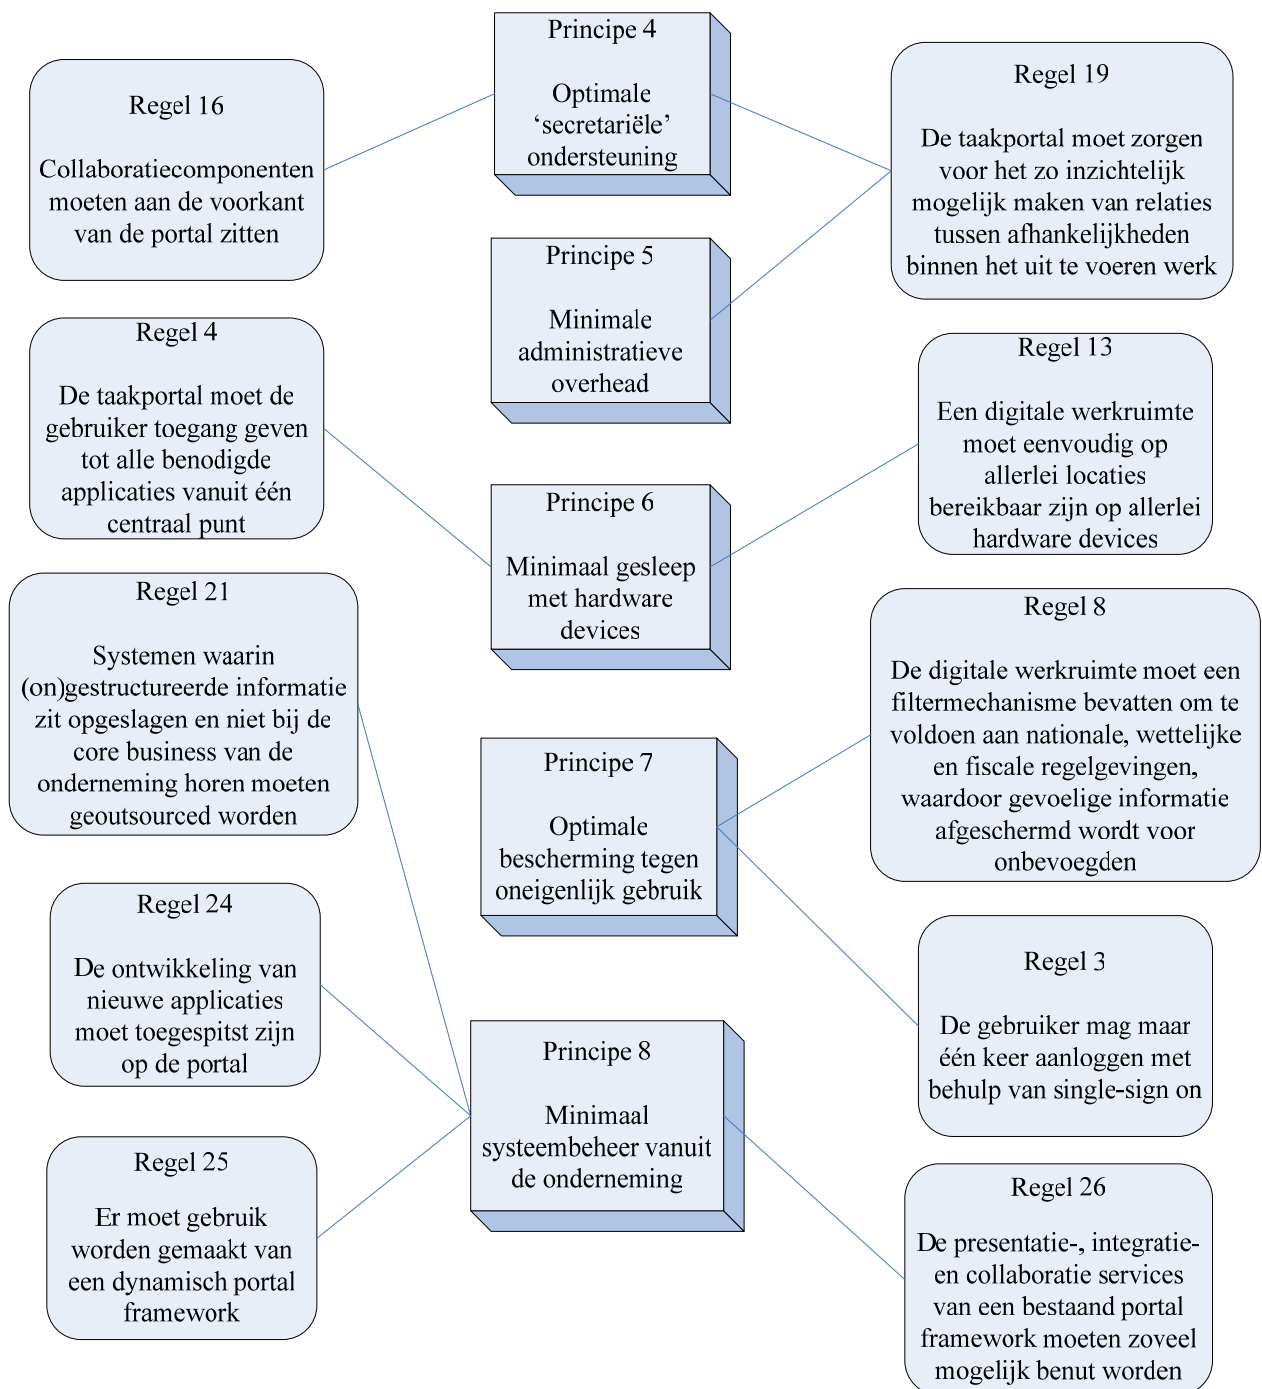 Principe 4
Optimale
‘secretariële’
ondersteuning
Regel 16
Collaboratiecomponenten
moeten aan de voorkant
van de portal zitten
Regel 19
De taakportal moet zorgen
voor het zo inzichtelijk
mogelijk maken van relaties
tussen afhankelijkheden
binnen het uit te voeren werk
Principe 5
Minimale
administratieve
overhead
Regel 4
De taakportal moet de
gebruiker toegang geven
tot alle benodigde
applicaties vanuit één
centraal punt
Regel 13
Een digitale werkruimte
moet eenvoudig op
allerlei locaties
bereikbaar zijn op allerlei
hardware devices
Principe 6
Minimaal gesleep
met hardware
devices
Regel 21
Systemen waarin
(on)gestructureerde informatie
zit opgeslagen en niet bij de
core business van de
onderneming horen moeten
geoutsourced worden
Regel 8
De digitale werkruimte moet een
filtermechanisme bevatten om te
voldoen aan nationale, wettelijke
en fiscale regelgevingen,
waardoor gevoelige informatie
afgeschermd wordt voor
onbevoegden
Principe 7
Optimale
bescherming tegen
oneigenlijk gebruik
Regel 24
De ontwikkeling van
nieuwe applicaties
moet toegespitst zijn
op de portal
Regel 3
De gebruiker mag maar
één keer aanloggen met
behulp van single-sign on
Principe 8
Minimaal
systeembeheer vanuit
de onderneming
Regel 25
Er moet gebruik
worden gemaakt van
een dynamisch portal
framework
Regel 26
De presentatie-, integratie-
en collaboratie services
van een bestaand portal
framework moeten zoveel
mogelijk benut worden